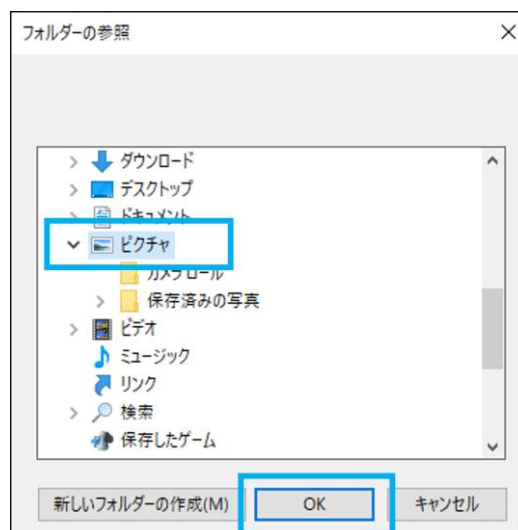 フォルダーの参照
ダウンロード
デスクトップ
ドキュメント
ピクチャ
カメラロール
保存済みの写真
ビデオ
ミュージック
リンク
検索
保存したゲーム
新しいフォルダーの作成(M)
OK
キャンセル